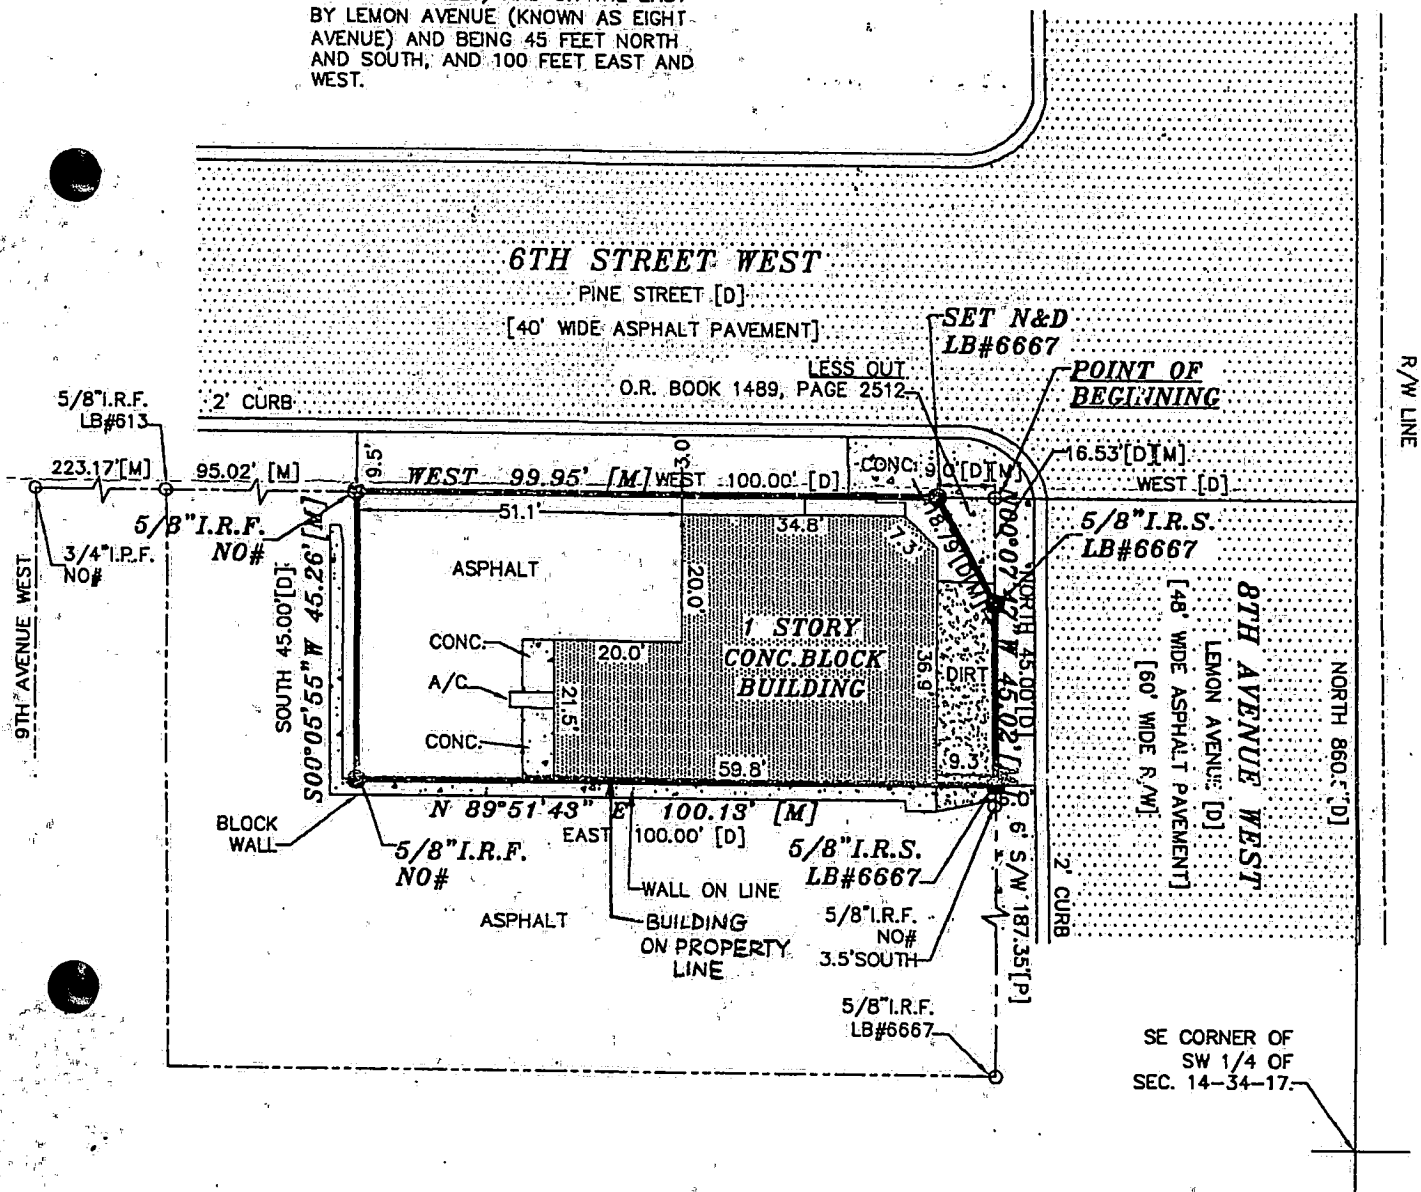 BY LEMON AVENUE (KNOWN AS EIGHT
AVENUE) AND BEING 45 FEET NORTH
AND SOUTH, AND 100 FEET EAST AND
WEST.
6TH STREET WEST
PINE STREET [D]
[40' WIDE ASPHALT PAVEMENT]
SET N&D
LB#6667
LESS OUT
O.R. BOOK 1489, PAGE 2512
POINT OF
BEGINNING
R/W LINE
5/8"I.R.F.
LB#613
2' CURB
223.17'[M]
95.02' [M]
9.5'
WEST 99.95' [M]
WEST 100.00' [D]
3.0'
CONC.
9.0'[D][M]
16.53'[D][M]
WEST [D]
5/8"I.R.F.
NO#
3/4"I.P.F.
NO#
51.1'
34.8'
7.3'
18.79[D][M]
5/8"I.R.S.
LB#6667
9TH AVENUE WEST
SOUTH 45.00'[D]
S00°05'55"W 45.26' [M]
ASPHALT
20.0'
1 STORY
CONC.BLOCK
BUILDING
CONC.
20.0'
A/C
21.5'
CONC.
36.9'
DIRT
NORTH 45.00'[D]
45.02' [M]
8TH AVENUE WEST
LEMON AVENUE [D]
[48' WIDE ASPHALT PAVEMENT]
[60' WIDE R/W]
59.8'
9.3'
N 89°51'43" E 100.13' [M]
EAST 100.00' [D]
6.0'
BLOCK
WALL
5/8"I.R.F.
NO#
5/8"I.R.S.
LB#6667
WALL ON LINE
BUILDING
ON PROPERTY
LINE
ASPHALT
5/8"I.R.F.
NO#
3.5'SOUTH
6' S/W
187.35'[P]
2' CURB
5/8"I.R.F.
LB#6667
SE CORNER OF
SW 1/4 OF
SEC. 14-34-17